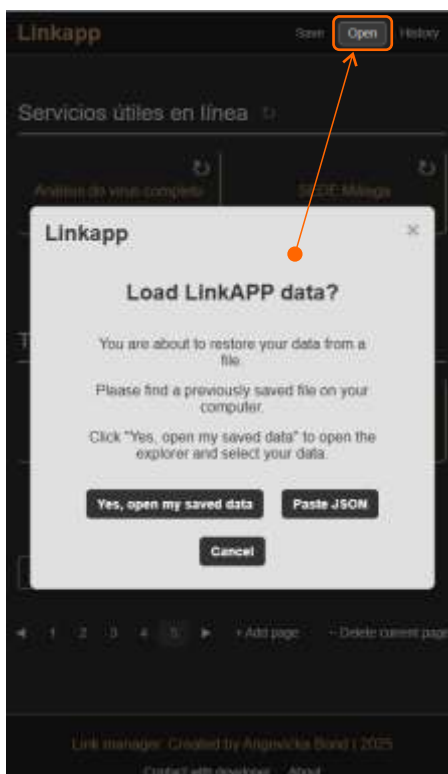 Linkapp
Save Open History
Servicios útiles en línea
Análisis de virus completo
SEDE Málaga
Linkapp
Load LinkAPP data?
You are about to restore your data from a
file.
Please find a previously saved file on your
computer.
Click "Yes, open my saved data" to open the
explorer and select your data.
Yes, open my saved data
Paste JSON
Cancel
1 2 3 4 5 + Add page - Delete current page
Link manager. Created by Bond | 2025
Contact with developer About